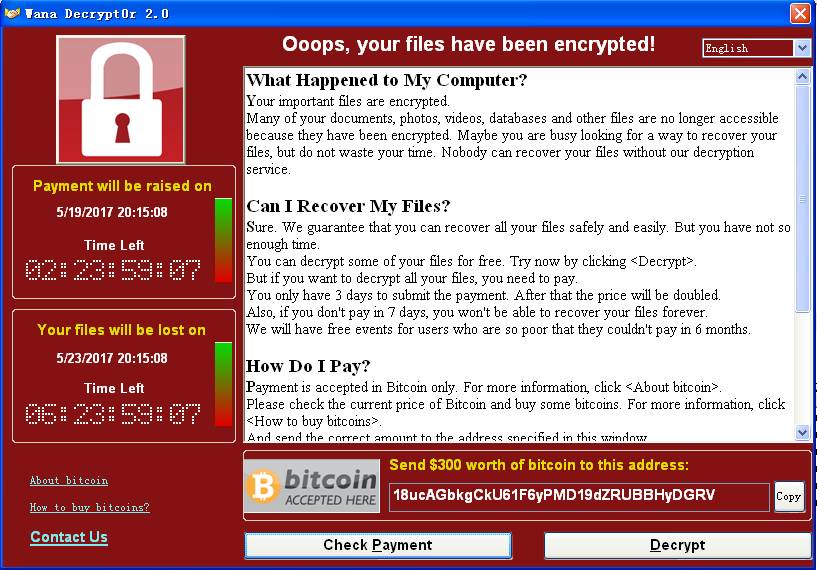 Wana Decrypt0r 2.0
Ooops, your files have been encrypted!
English
Payment will be raised on
5/19/2017 20:15:08
Time Left
02:23:59:07
Your files will be lost on
5/23/2017 20:15:08
Time Left
06:23:59:07
About bitcoin
How to buy bitcoins?
Contact Us
What Happened to My Computer?
Your important files are encrypted.
Many of your documents, photos, videos, databases and other files are no longer accessible
because they have been encrypted. Maybe you are busy looking for a way to recover your
files, but do not waste your time. Nobody can recover your files without our decryption
service.
Can I Recover My Files?
Sure. We guarantee that you can recover all your files safely and easily. But you have not so
enough time.
You can decrypt some of your files for free. Try now by clicking <Decrypt>.
But if you want to decrypt all your files, you need to pay.
You only have 3 days to submit the payment. After that the price will be doubled.
Also, if you don't pay in 7 days, you won't be able to recover your files forever.
We will have free events for users who are so poor that they couldn't pay in 6 months.
How Do I Pay?
Payment is accepted in Bitcoin only. For more information, click <About bitcoin>.
Please check the current price of Bitcoin and buy some bitcoins. For more information, click
<How to buy bitcoins>.
And send the correct amount to the address specified in this window.
bitcoin
ACCEPTED HERE
Send $300 worth of bitcoin to this address:
18ucAGbkgCkU61F6yPMD19dZRUBBHyDGRV
Copy
Check Payment
Decrypt